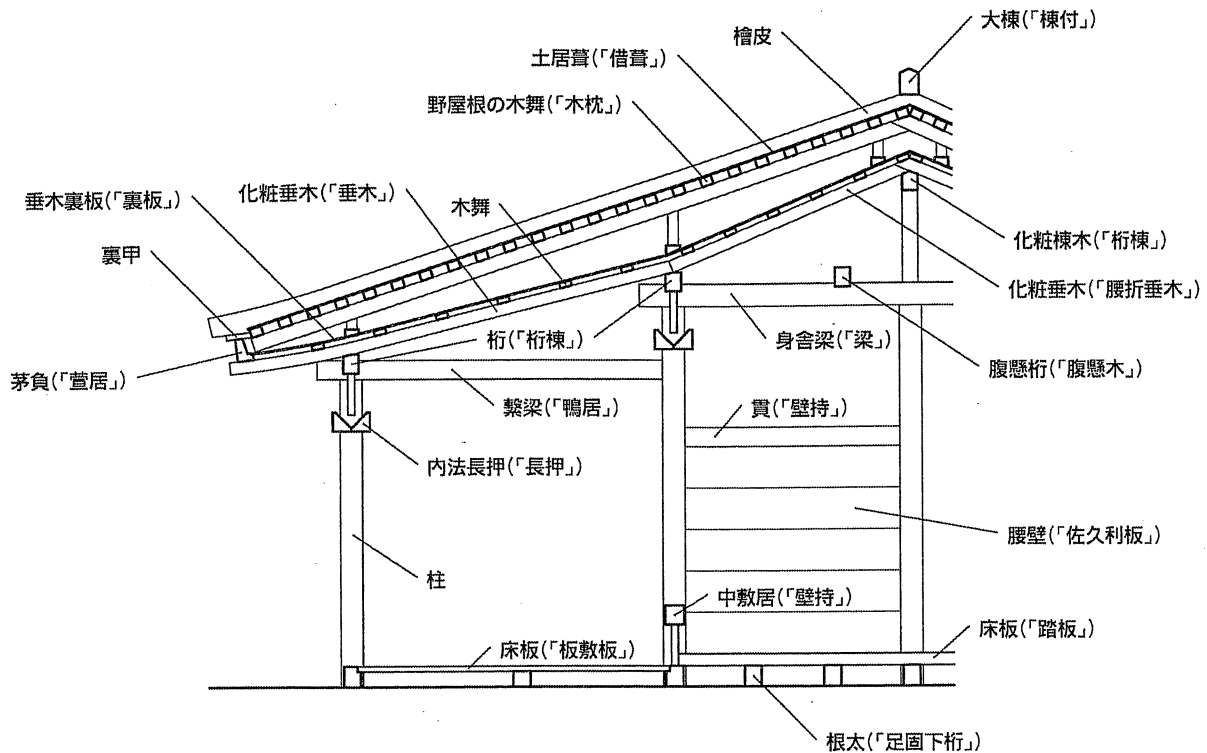 大棟(「棟付」)
檜皮
土居葺(「借葺」)
野屋根の木舞(「木枕」)
化粧垂木(「垂木」)
木舞
垂木裏板(「裏板」)
裏甲
化粧棟木(「桁棟」)
化粧垂木(「腰折垂木」)
桁(「桁棟」)
身舎梁(「梁」)
腹懸桁(「腹懸木」)
茅負(「萱居」)
繋梁(「鴨居」)
貫(「壁持」)
内法長押(「長押」)
腰壁(「佐久利板」)
柱
中敷居(「壁持」)
床板(「板敷板」)
床板(「踏板」)
根太(「足固下桁」)